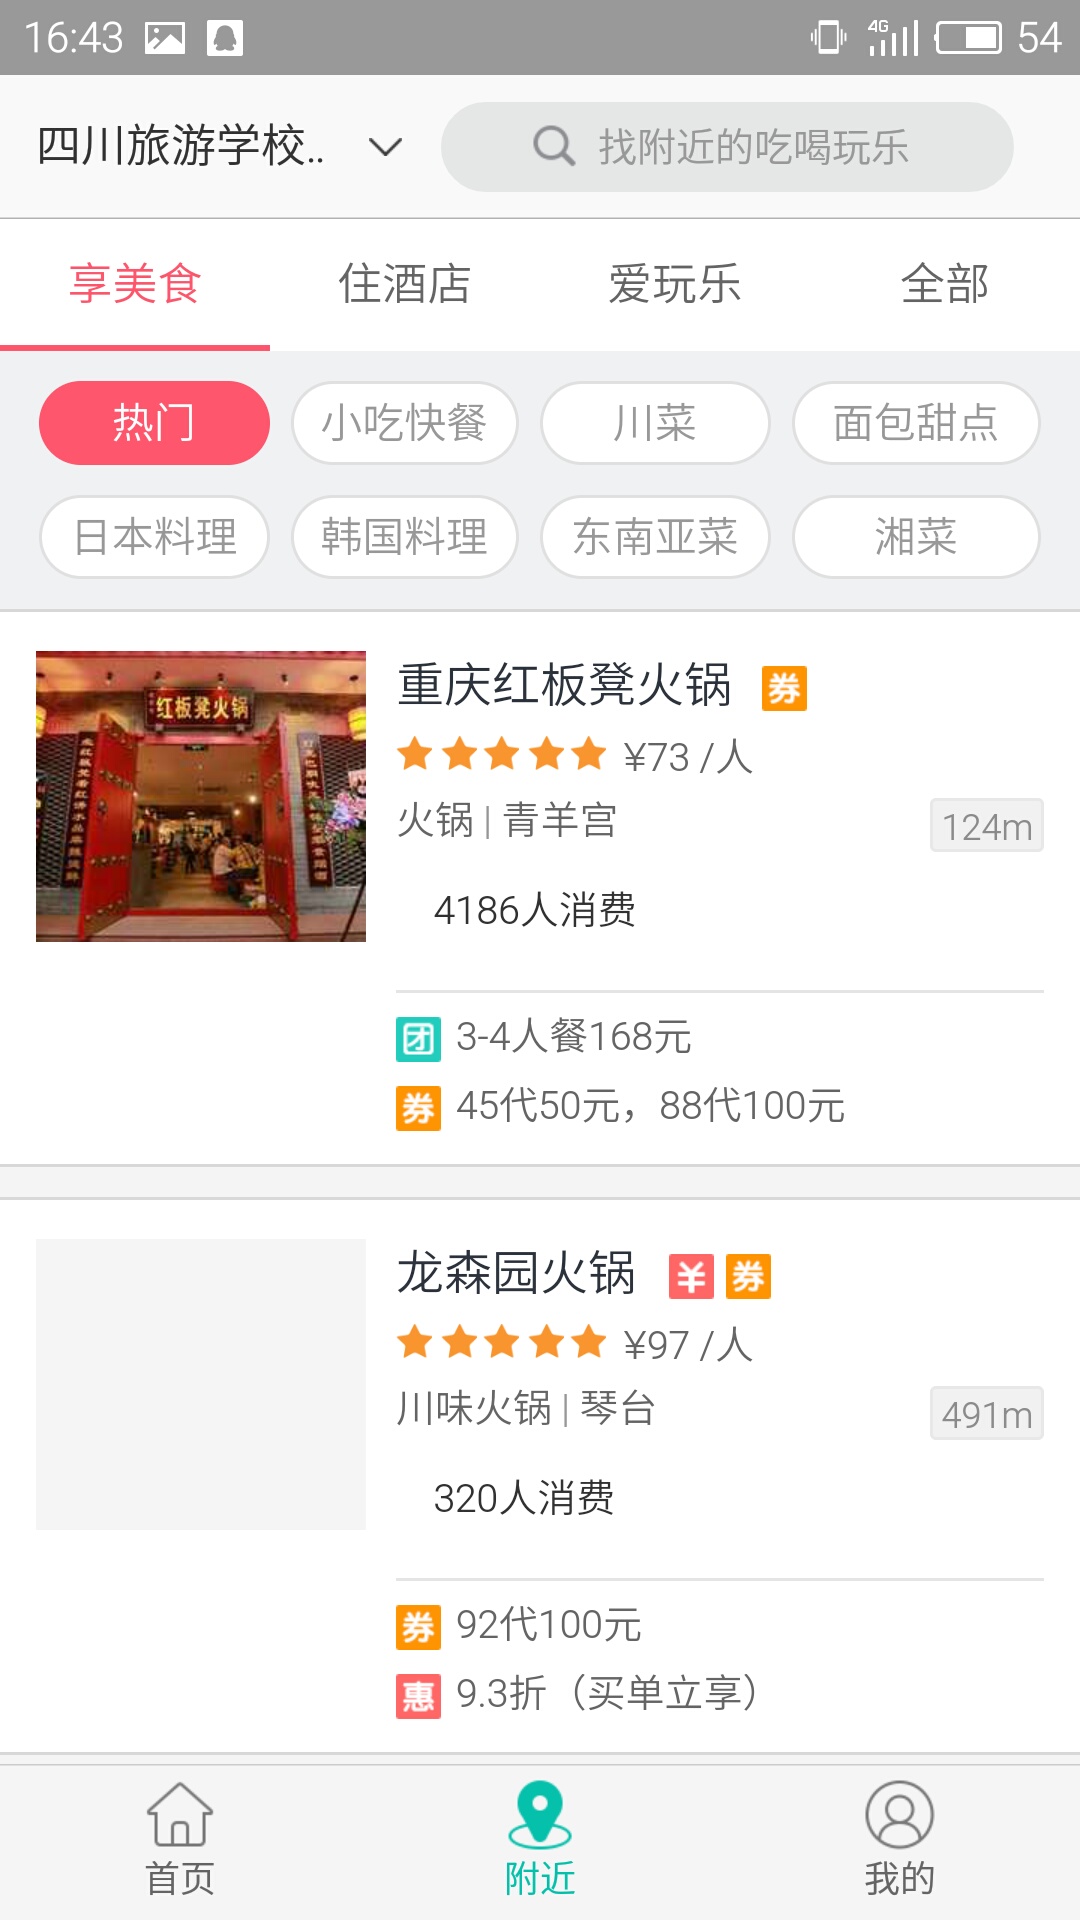 16:43 4G 54
四川旅游学校.. 找附近的吃喝玩乐
享美食 住酒店 爱玩乐 全部
热门 小吃快餐 川菜 面包甜点
日本料理 韩国料理 东南亚菜 湘菜
红板凳火锅
重庆红板凳火锅 券
¥73 /人
火锅 | 青羊宫 124m
4186人消费
团 3-4人餐168元
券 45代50元，88代100元
龙森园火锅 ¥ 券
¥97 /人
川味火锅 | 琴台 491m
320人消费
券 92代100元
惠 9.3折（买单立享）
首页 附近 我的